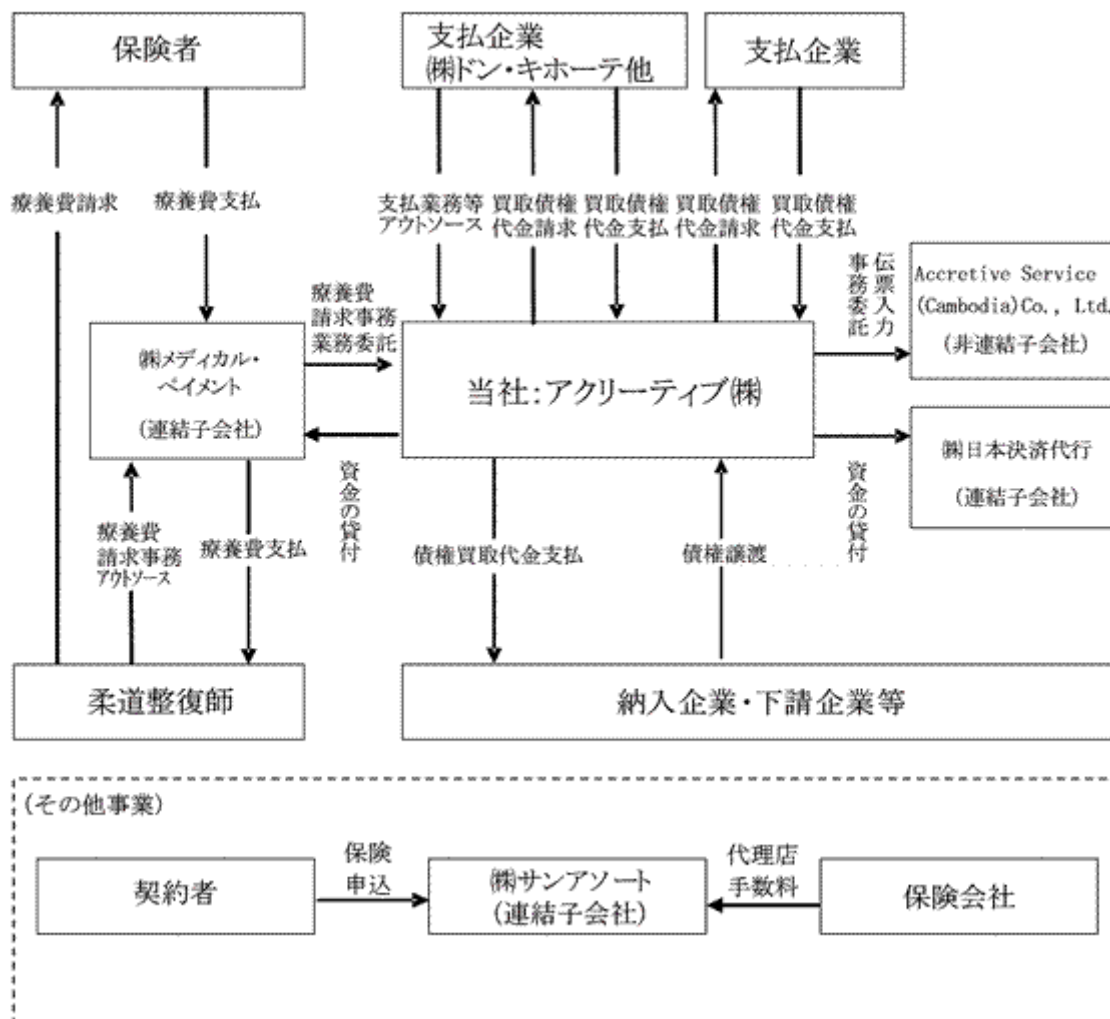 保険者
支払企業
㈱ドン・キホーテ他
支払企業
療養費請求
療養費支払
支払業務等
アウトソース
買取債権
代金請求
買取債権
代金支払
買取債権
代金請求
買取債権
代金支払
伝票入力
事務委託
Accretive Service
(Cambodia)Co., Ltd.
(非連結子会社)
療養費
請求事務
業務委託
㈱メディカル・
ペイメント
(連結子会社)
当社:アクリーティブ㈱
㈱日本決済代行
(連結子会社)
資金の貸付
資金の貸付
療養費
請求事務
アウトソース
療養費支払
債権買取代金支払
債権譲渡
柔道整復師
納入企業・下請企業等
(その他事業)
契約者
保険
申込
㈱サンアソート
(連結子会社)
代理店
手数料
保険会社